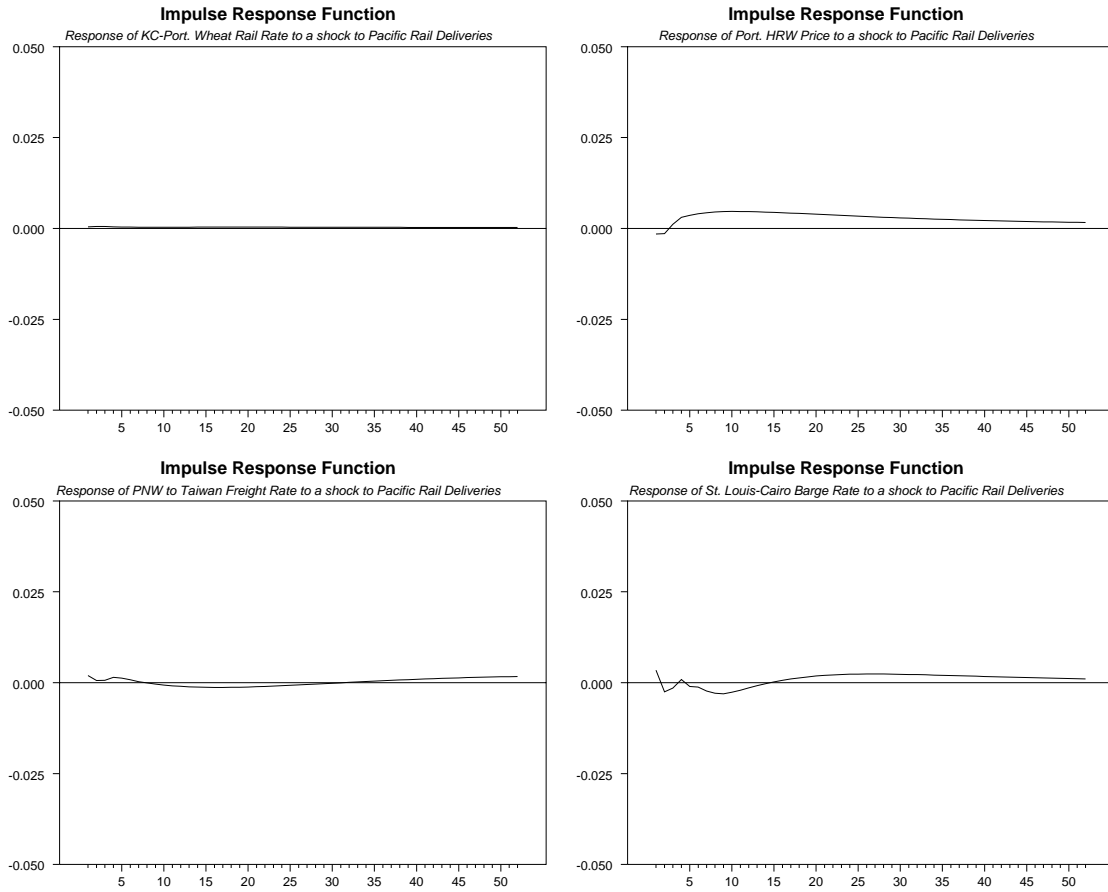 Impulse Response Function
Response of KC-Port. Wheat Rail Rate to a shock to Pacific Rail Deliveries
0.050
0.025
0.000
-0.025
-0.050
5 10 15 20 25 30 35 40 45 50
Impulse Response Function
Response of Port. HRW Price to a shock to Pacific Rail Deliveries
0.050
0.025
0.000
-0.025
-0.050
5 10 15 20 25 30 35 40 45 50
Impulse Response Function
Response of PNW to Taiwan Freight Rate to a shock to Pacific Rail Deliveries
0.050
0.025
0.000
-0.025
-0.050
5 10 15 20 25 30 35 40 45 50
Impulse Response Function
Response of St. Louis-Cairo Barge Rate to a shock to Pacific Rail Deliveries
0.050
0.025
0.000
-0.025
-0.050
5 10 15 20 25 30 35 40 45 50